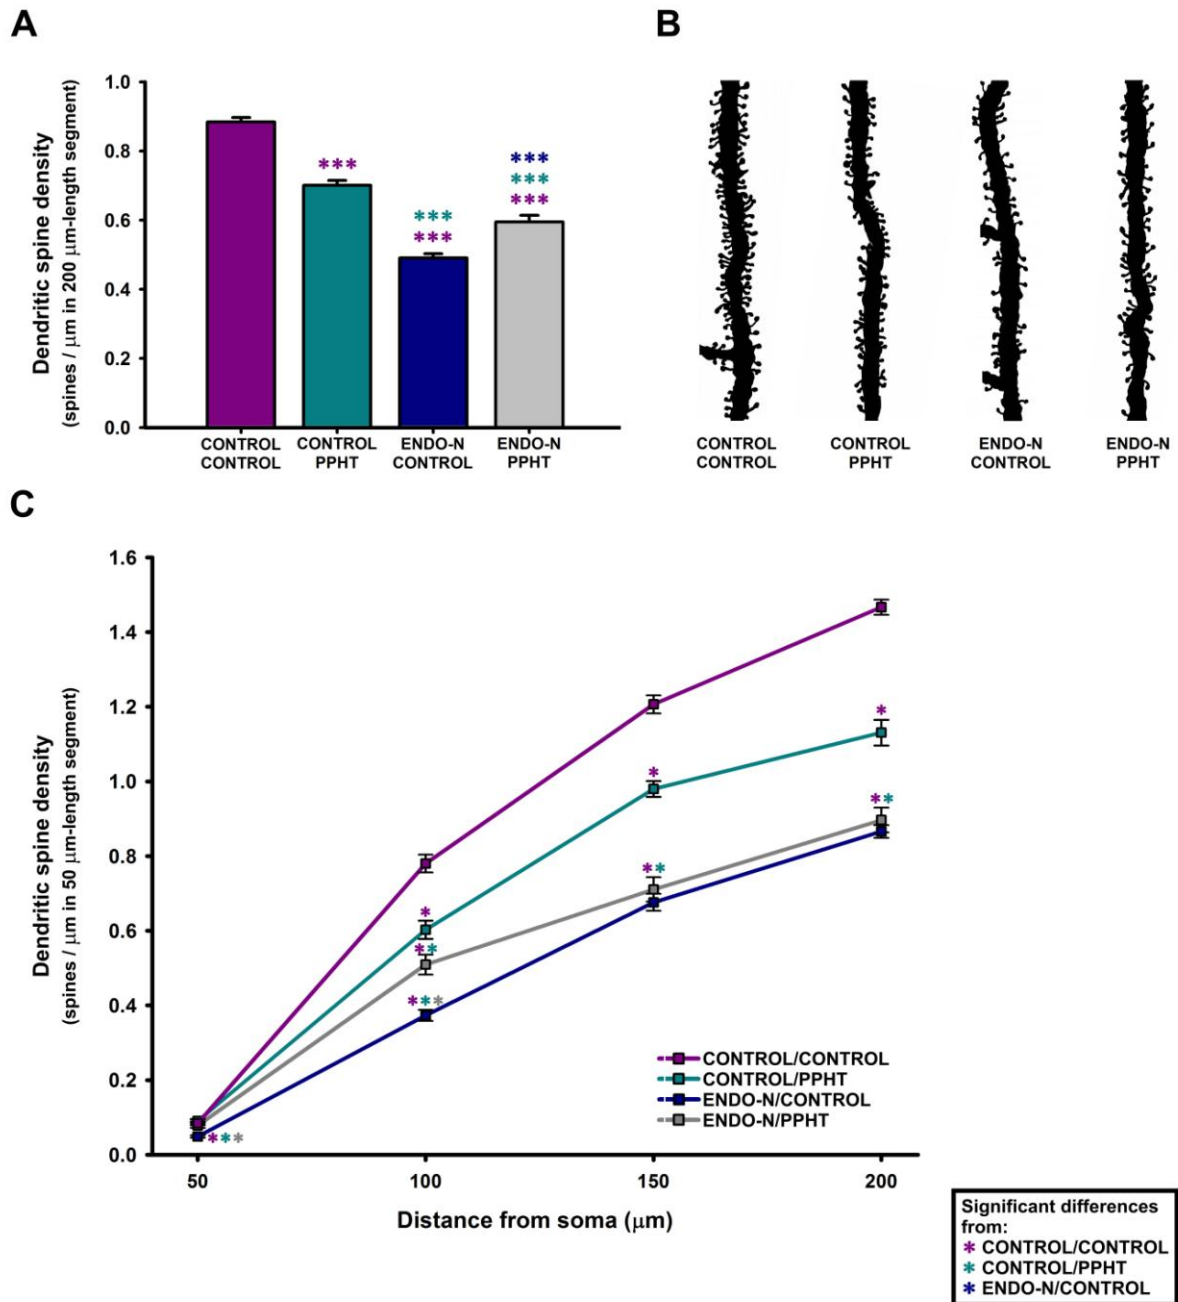 A
Dendritic spine density
(spines / μm in 200 μm-length segment)
1.0
0.8
0.6
0.4
0.2
0.0
***
***
***
***
***
***
CONTROL
CONTROL
CONTROL
PPHT
ENDO-N
CONTROL
ENDO-N
PPHT
B
CONTROL
CONTROL
CONTROL
PPHT
ENDO-N
CONTROL
ENDO-N
PPHT
C
Dendritic spine density
(spines / μm in 50 μm-length segment)
1.6
1.4
1.2
1.0
0.8
0.6
0.4
0.2
0.0
*
**
*
**
*
**
***
***
CONTROL/CONTROL
CONTROL/PPHT
ENDO-N/CONTROL
ENDO-N/PPHT
50
100
150
200
Distance from soma (μm)
Significant differences
from:
* CONTROL/CONTROL
* CONTROL/PPHT
* ENDO-N/CONTROL